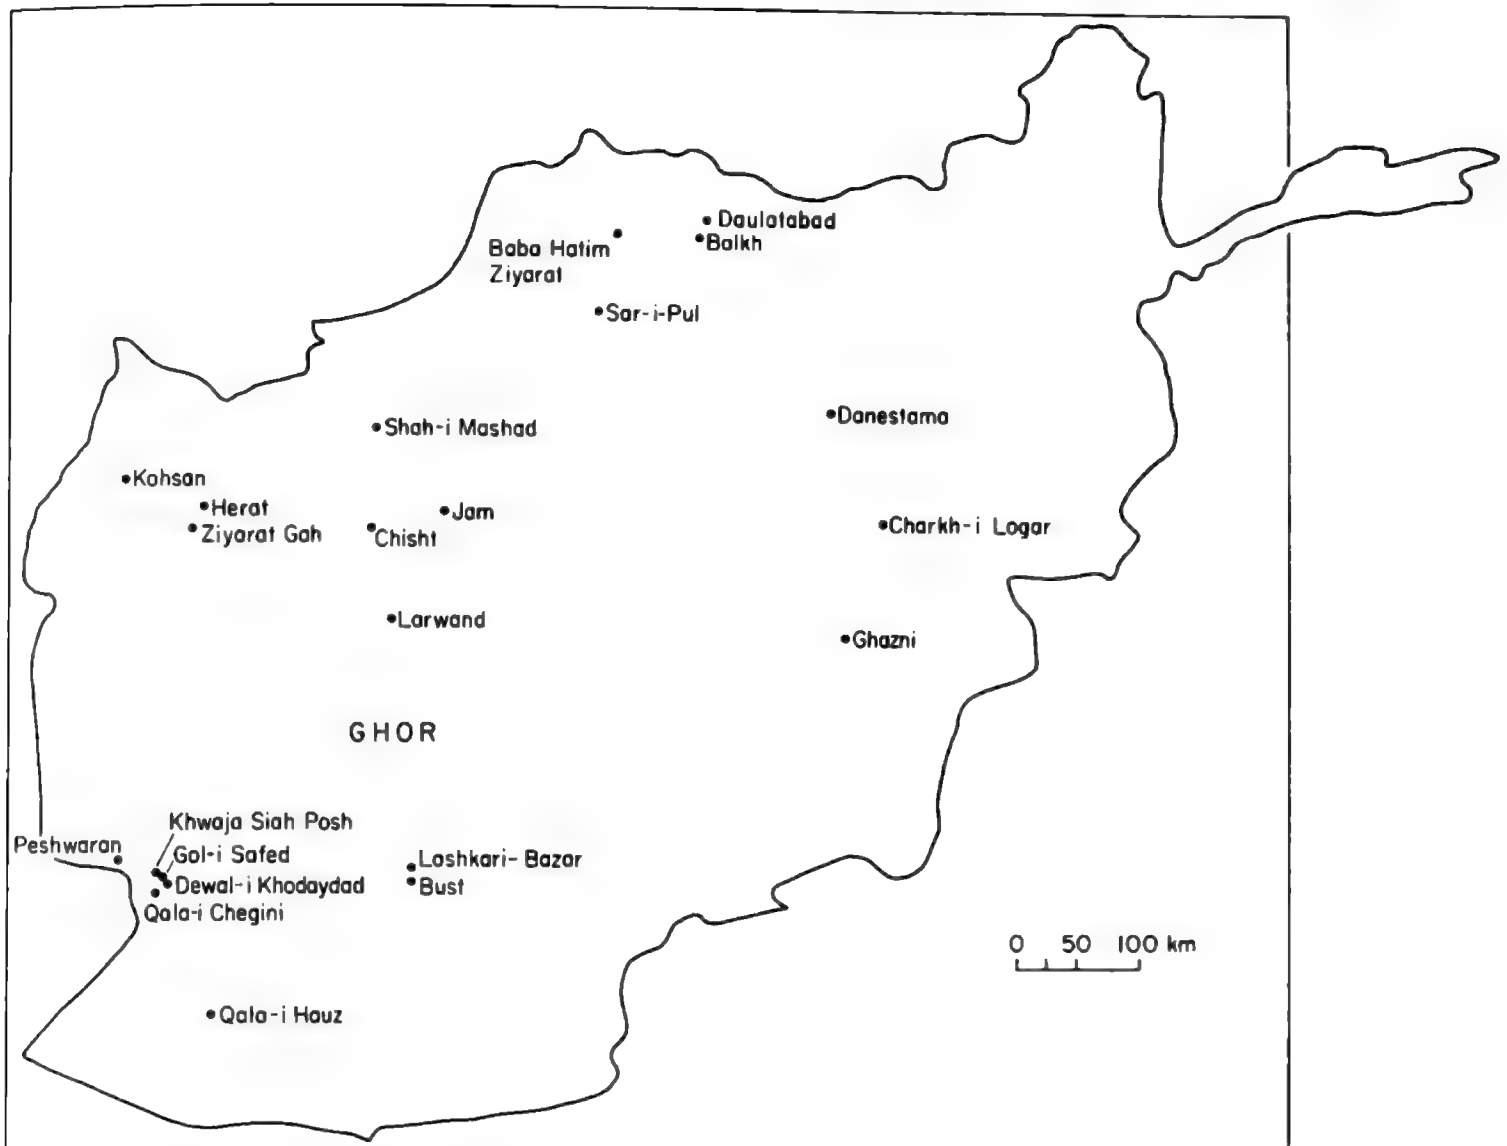 Daulatabad
Balkh
Baba Hatim
Ziyarat
Sar-i-Pul
Shah-i Mashad
Danestama
Kohsan
Herat
Ziyarat Gah
Jam
Chisht
Charkh-i Logar
Larwand
Ghazni
GHOR
Khwaja Siah Posh
Peshwaran
Gol-i Safed
Lashkari-Bazar
Dewal-i Khodaydad
Bust
Qala-i Chegini
0 50 100 km
Qala-i Hauz